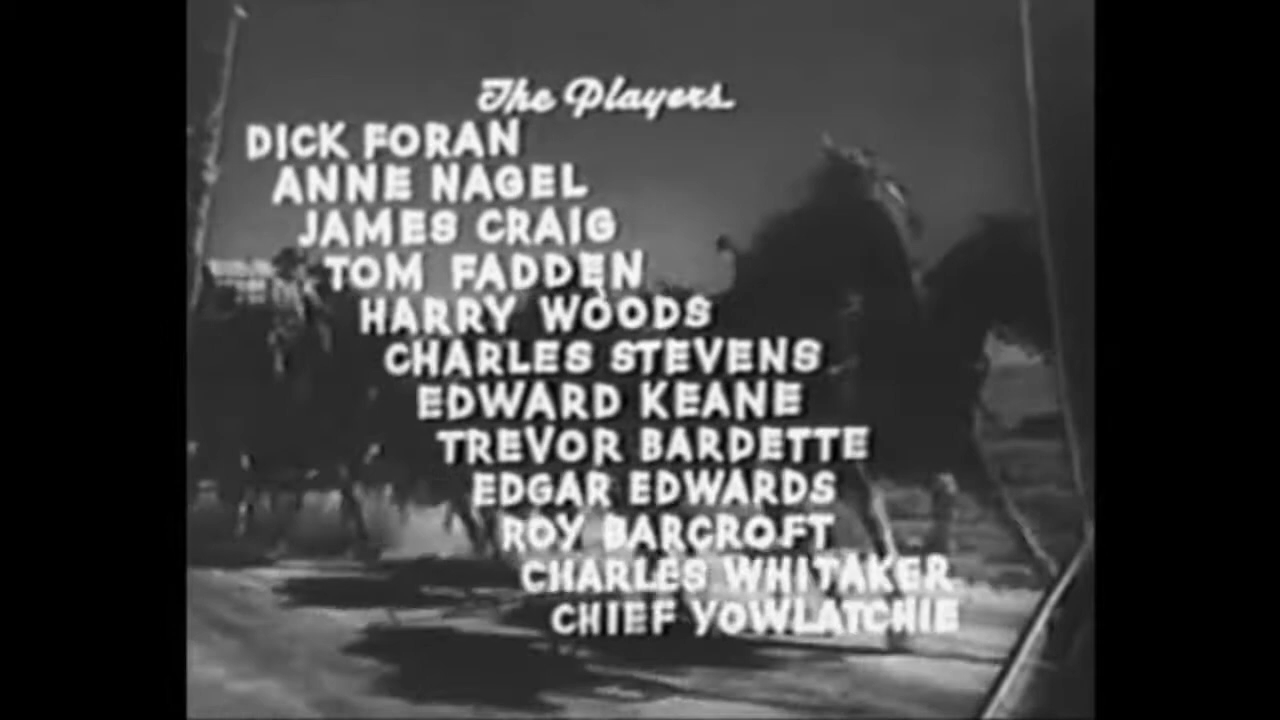 The Players
DICK FORAN
ANNE NAGEL
JAMES CRAIG
TOM FADDEN
HARRY WOODS
CHARLES STEVENS
EDWARD KEANE
TREVOR BARDETTE
EDGAR EDWARDS
ROY BARCROFT
CHARLES WHITAKER
CHIEF YOWLATCHIE